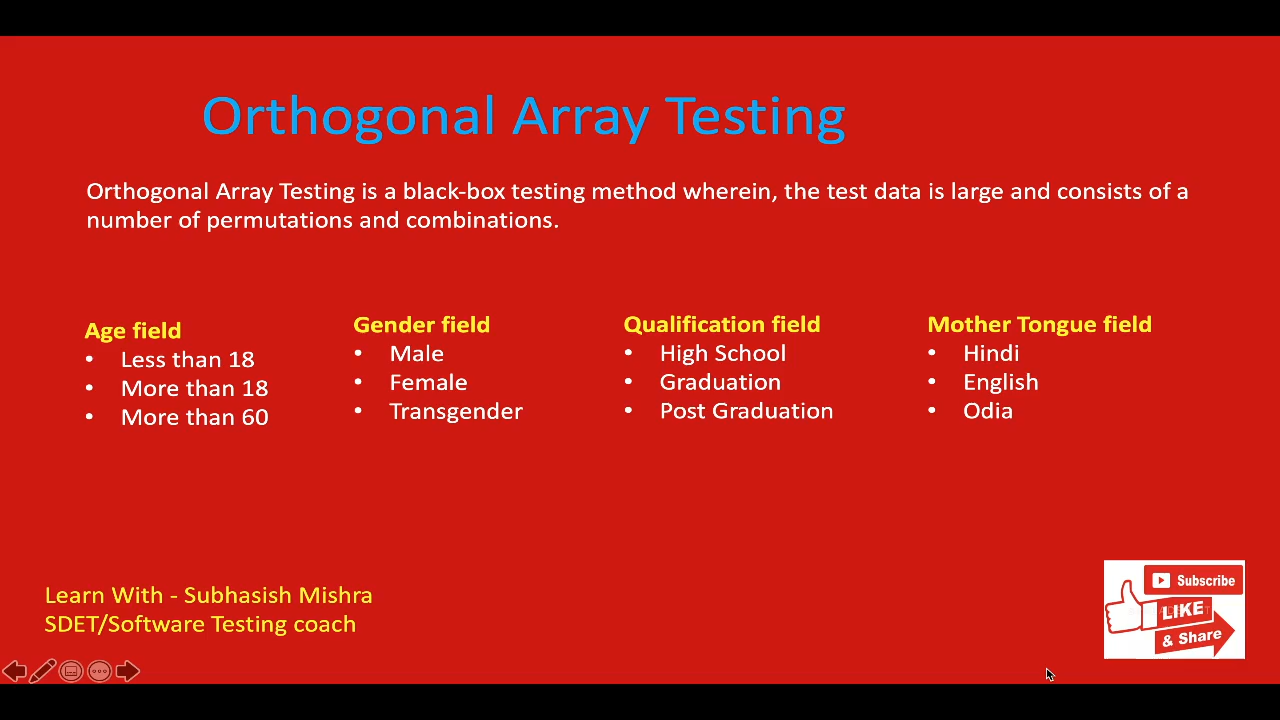 Orthogonal Array Testing
Orthogonal Array Testing is a black-box testing method wherein, the test data is large and consists of a
number of permutations and combinations.
Age field
• Less than 18
• More than 18
• More than 60
Gender field
• Male
• Female
• Transgender
Qualification field
• High School
• Graduation
• Post Graduation
Mother Tongue field
• Hindi
• English
• Odia
Learn With - Subhasish Mishra
SDET/Software Testing coach
Subscribe
LIKE
& Share